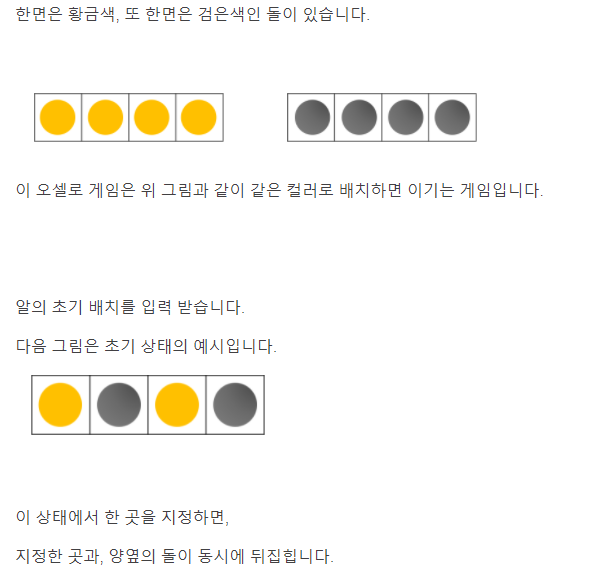 한면은 황금색, 또 한면은 검은색인 돌이 있습니다.
이 오셀로 게임은 위 그림과 같이 같은 컬러로 배치하면 이기는 게임입니다.
알의 초기 배치를 입력 받습니다.
다음 그림은 초기 상태의 예시입니다.
이 상태에서 한 곳을 지정하면,
지정한 곳과, 양옆의 돌이 동시에 뒤집힙니다.